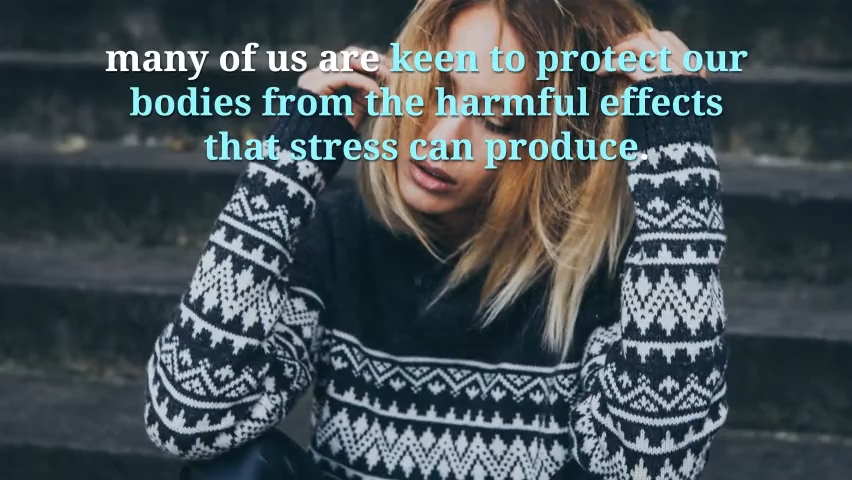 many of us are keen to protect our
bodies from the harmful effects
that stress can produce.